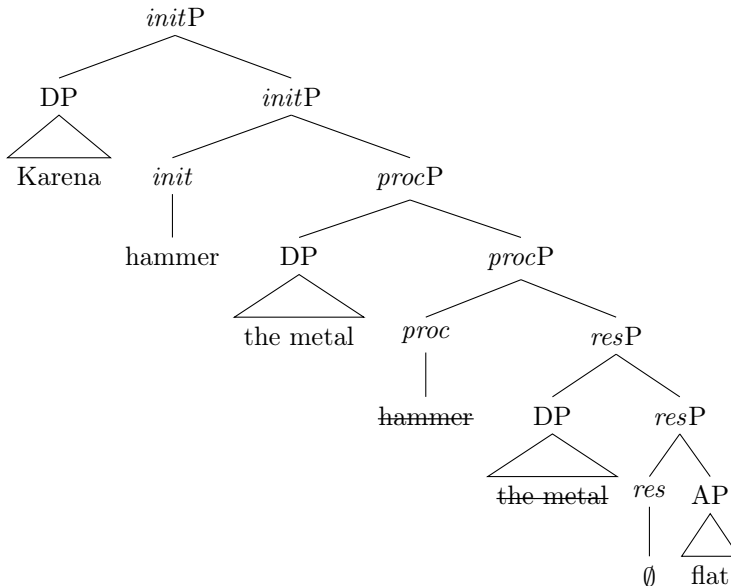 initP
DP initP
Karena init procP
hammer DP procP
the metal proc resP
hammer DP resP
the metal res AP
∅ flat